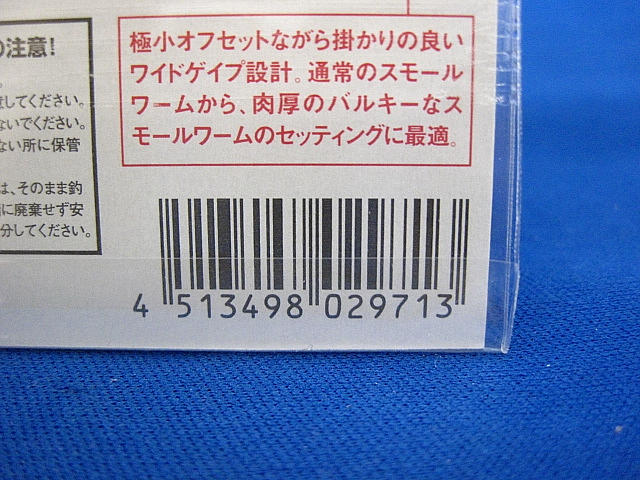 の注意!
してください。
ないでください。
ない所に保管
は、そのまま釣
に廃棄せず安
分してください。
極小オフセットながら掛かりの良い
ワイドゲイプ設計。通常のスモール
ワームから、肉厚のバルキーなス
モールワームのセッティングに最適。
4 513498 029713